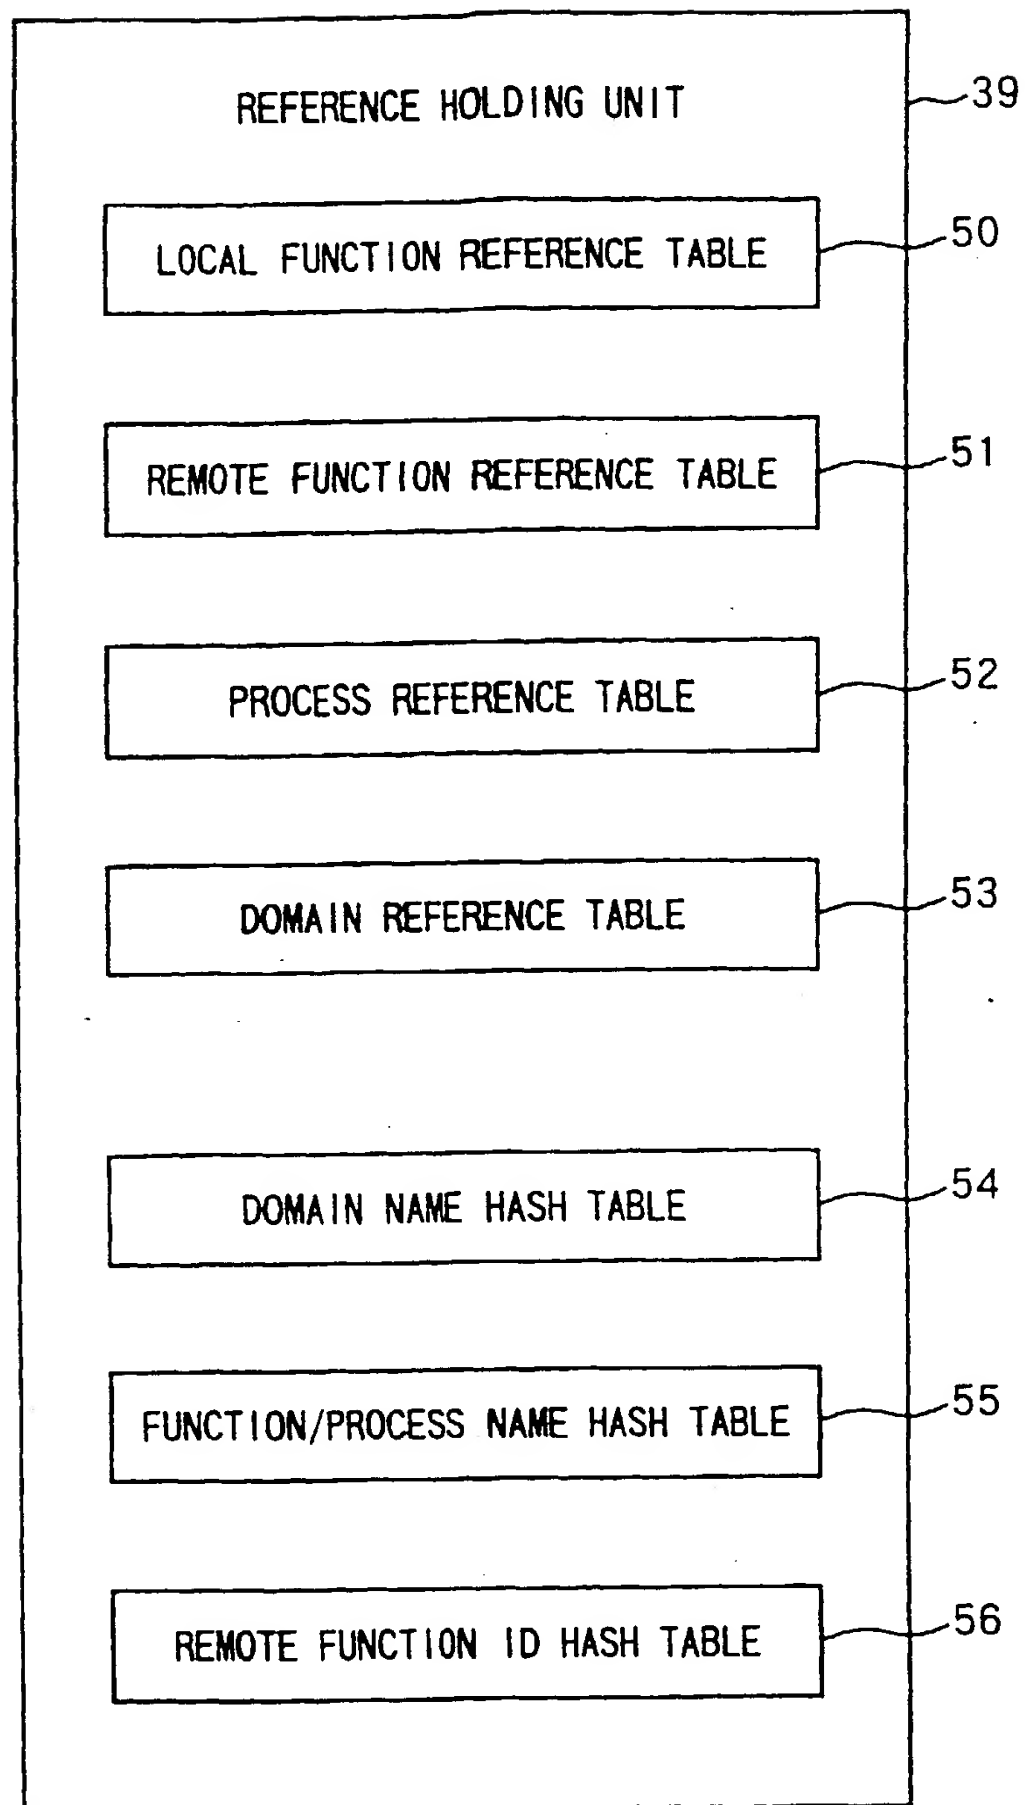 REFERENCE HOLDING UNIT
39
LOCAL FUNCTION REFERENCE TABLE
50
REMOTE FUNCTION REFERENCE TABLE
51
PROCESS REFERENCE TABLE
52
DOMAIN REFERENCE TABLE
53
DOMAIN NAME HASH TABLE
54
FUNCTION/PROCESS NAME HASH TABLE
55
REMOTE FUNCTION ID HASH TABLE
56